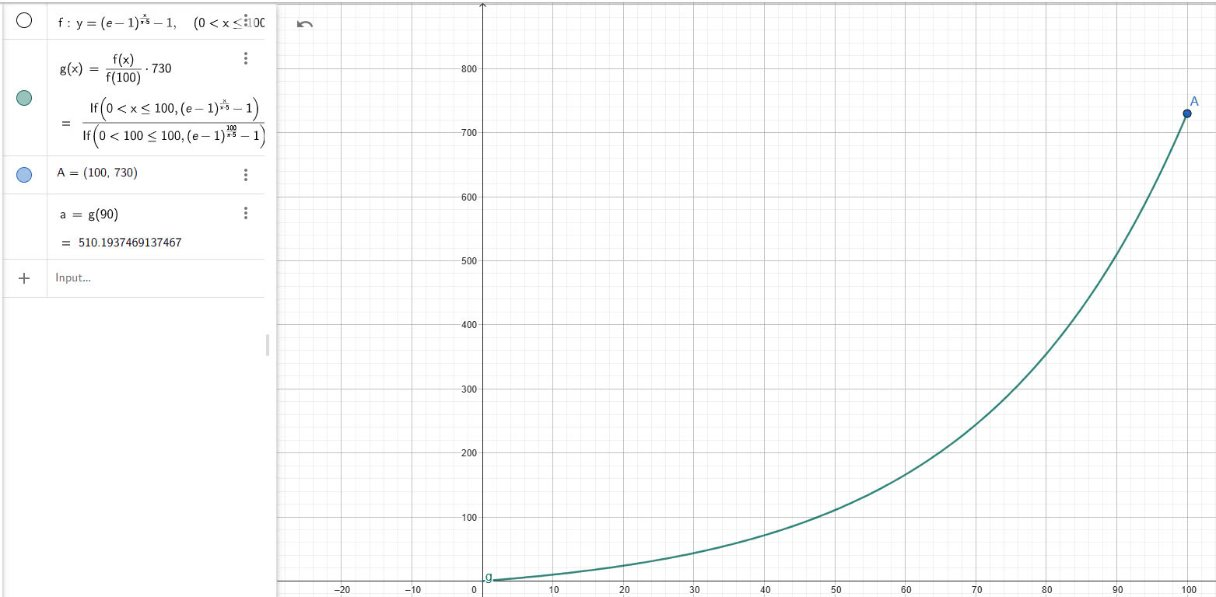 f : y = (e − 1)^(x/(π·5)) − 1, (0 < x ≤ 100
g(x) = f(x)/f(100) · 730
= If(0 < x ≤ 100, (e − 1)^(x/(π·5)) − 1)
If(0 < 100 ≤ 100, (e − 1)^(100/(π·5)) − 1)
A = (100, 730)
a = g(90)
= 510.1937469137467
+ Input...
A
800
700
600
500
400
300
200
100
g
−20 −10 0 10 20 30 40 50 60 70 80 90 100